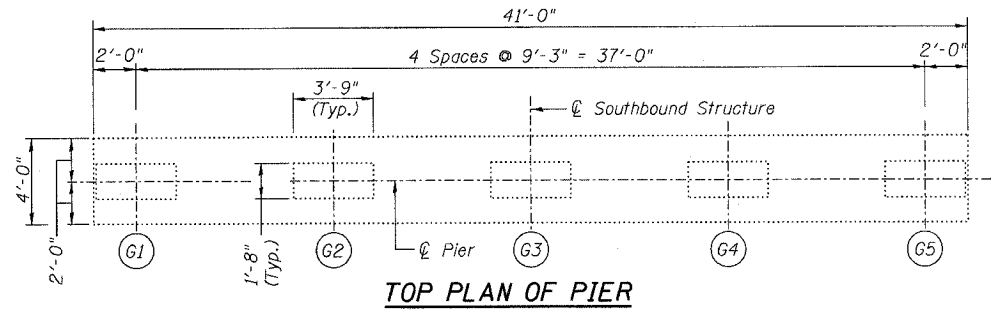 41'-0"
2'-0"
4 Spaces @ 9'-3" = 37'-0"
2'-0"
3'-9"
(Typ.)
℄ Southbound Structure
4'-0"
2'-0"
1'-8"
(Typ.)
℄ Pier
G1
G2
G3
G4
G5
TOP PLAN OF PIER